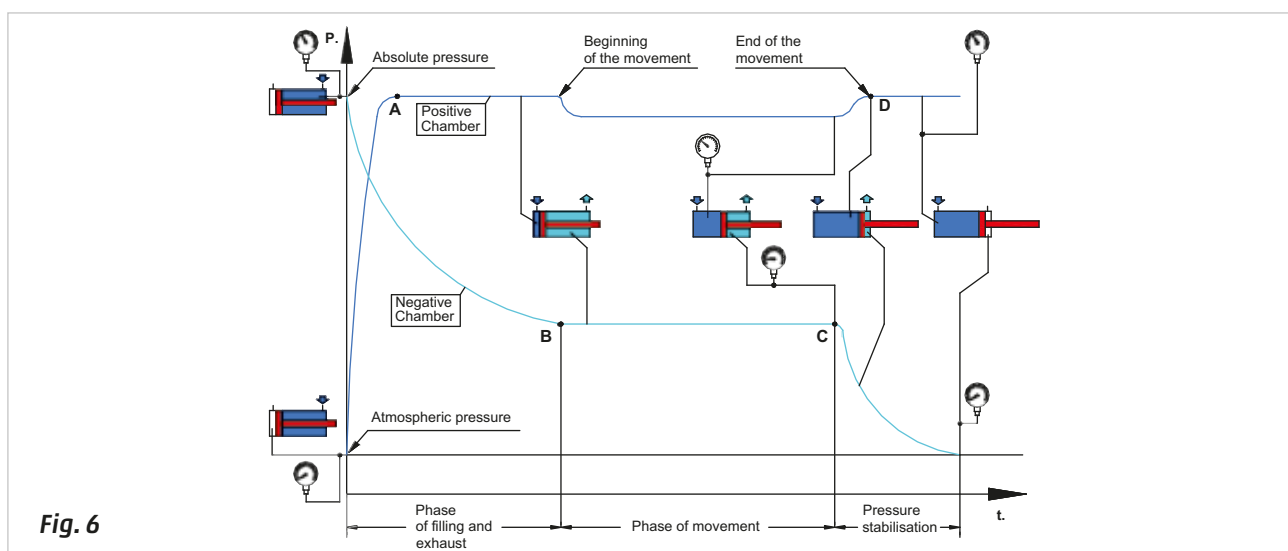 P.
Absolute pressure
Beginning
of the movement
End of the
movement
A
D
Positive
Chamber
Negative
Chamber
B
C
Atmospheric pressure
t.
Fig. 6
Phase
of filling and
exhaust
Phase of movement
Pressure
stabilisation